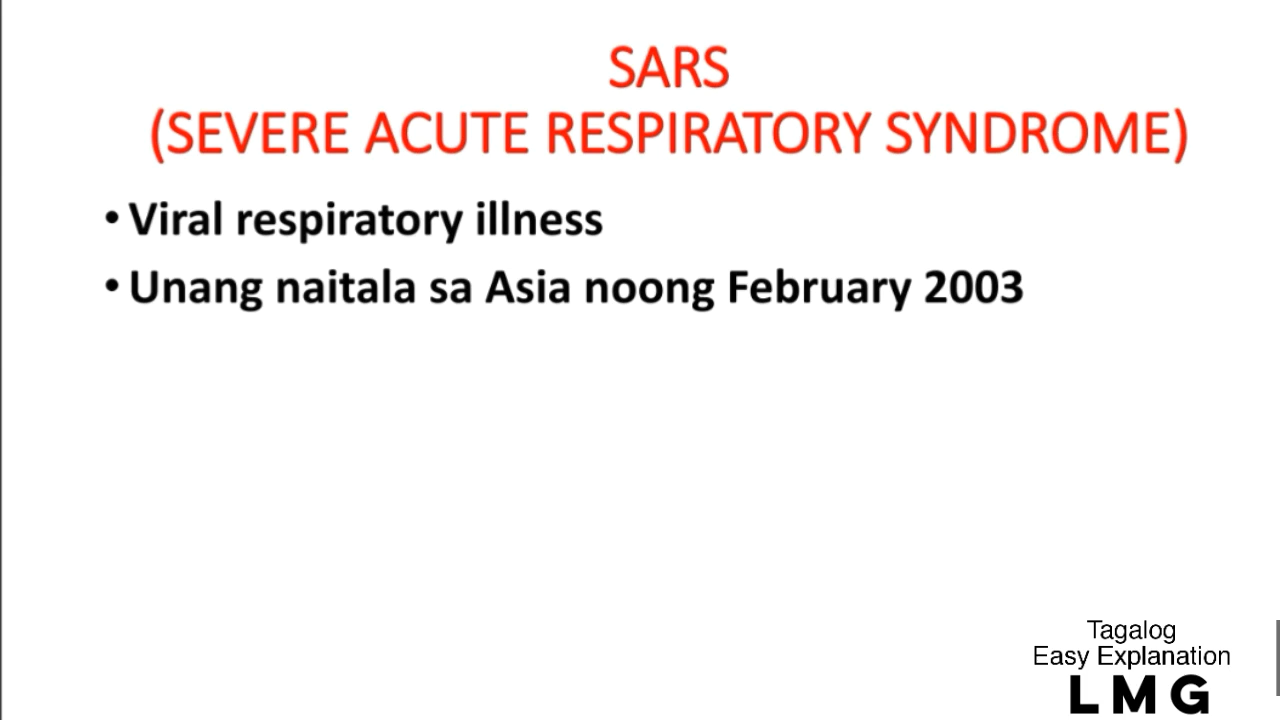 SARS
(SEVERE ACUTE RESPIRATORY SYNDROME)
• Viral respiratory illness
• Unang naitala sa Asia noong February 2003
Tagalog
Easy Explanation
LMG